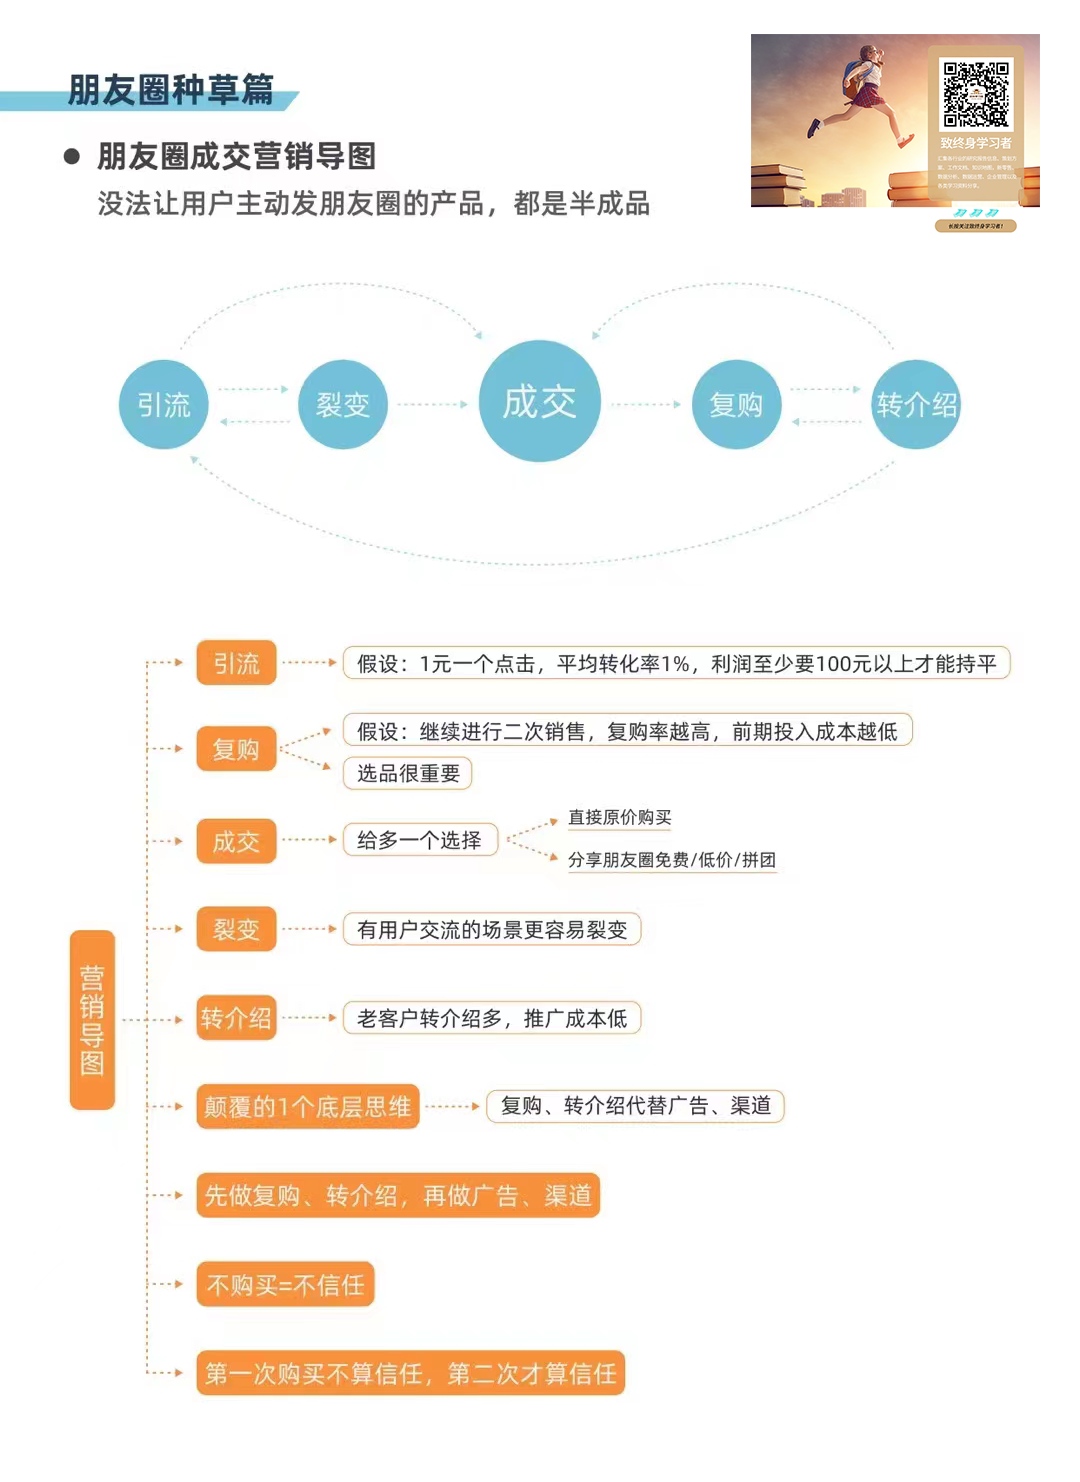 朋友圈种草篇
朋友圈成交营销导图
没法让用户主动发朋友圈的产品，都是半成品
致终身学习者
长按关注致终身学习者！
引流
裂变
成交
复购
转介绍
营销导图
引流
假设：1元一个点击，平均转化率1%，利润至少要100元以上才能持平
复购
假设：继续进行二次销售，复购率越高，前期投入成本越低
选品很重要
成交
给多一个选择
直接原价购买
分享朋友圈免费/低价/拼团
裂变
有用户交流的场景更容易裂变
转介绍
老客户转介绍多，推广成本低
颠覆的1个底层思维
复购、转介绍代替广告、渠道
先做复购、转介绍，再做广告、渠道
不购买=不信任
第一次购买不算信任，第二次才算信任